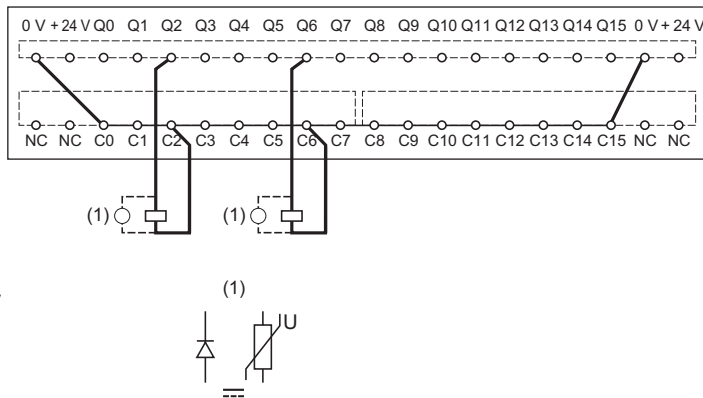 0 V + 24 V Q0 Q1 Q2 Q3 Q4 Q5 Q6 Q7 Q8 Q9 Q10 Q11 Q12 Q13 Q14 Q15 0 V + 24 V
NC NC C0 C1 C2 C3 C4 C5 C6 C7 C8 C9 C10 C11 C12 C13 C14 C15 NC NC
(1) (1)
(1)
U